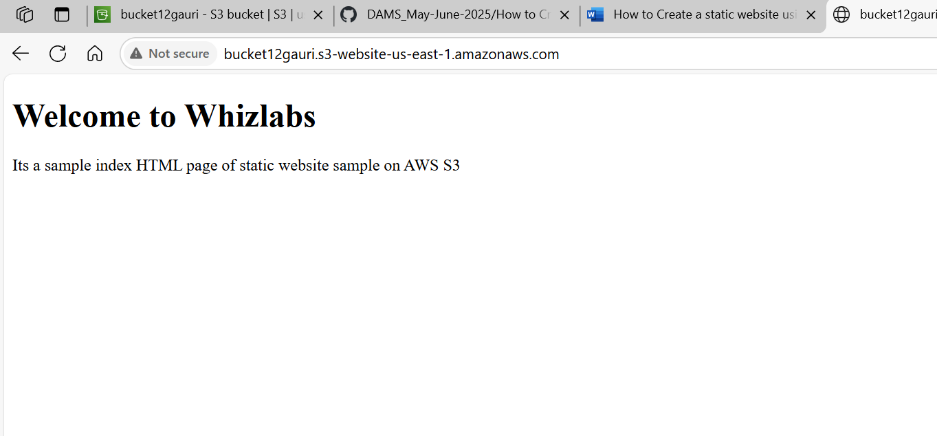 bucket12gauri - S3 bucket | S3 | u
DAMS_May-June-2025/How to Cr
How to Create a static website usi
bucket12gauri
Not secure
bucket12gauri.s3-website-us-east-1.amazonaws.com
Welcome to Whizlabs
Its a sample index HTML page of static website sample on AWS S3